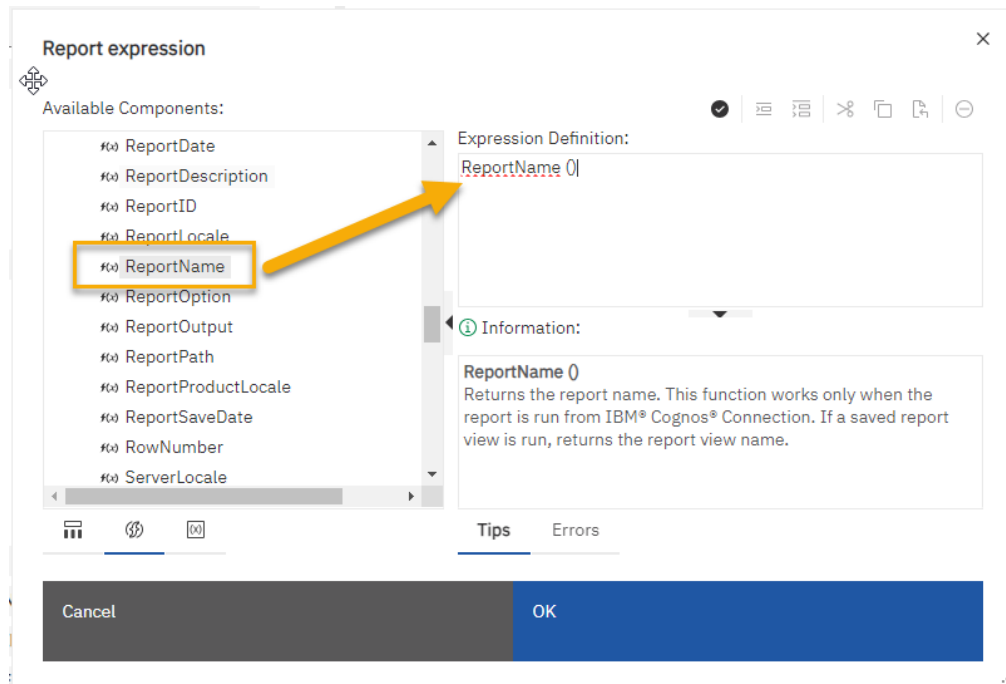 Report expression
Available Components:
f(x) ReportDate
f(x) ReportDescription
f(x) ReportID
f(x) ReportLocale
f(x) ReportName
f(x) ReportOption
f(x) ReportOutput
f(x) ReportPath
f(x) ReportProductLocale
f(x) ReportSaveDate
f(x) RowNumber
f(x) ServerLocale
Expression Definition:
ReportName ()
Information:
ReportName ()
Returns the report name. This function works only when the
report is run from IBM® Cognos® Connection. If a saved report
view is run, returns the report view name.
Tips Errors
Cancel OK